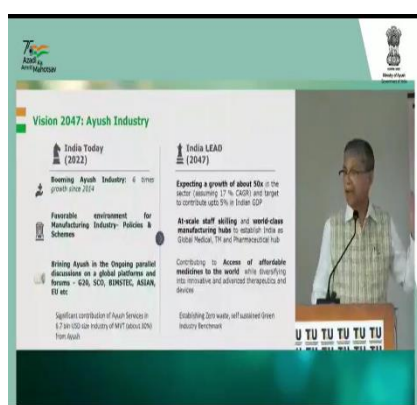 75
Azadi Ka
Amrit Mahotsav
Ministry of Ayush
Government of India
Vision 2047: Ayush Industry
India Today
(2022)
Booming Ayush Industry: 6 times
growth since 2014
Favorable environment for
Manufacturing Industry- Policies &
Schemes
Brining Ayush in the Ongoing parallel
discussions on a global platforms and
forums - G20, SCO, BIMSTEC, ASIAN,
EU etc
Significant contribution of Ayush Services in
6.7 bln USD size industry of MVT (about 30%)
from Ayush
India LEAD
(2047)
Expecting a growth of about 50x in the
sector (assuming 17 % CAGR) and target
to contribute upto 5% in Indian GDP
At-scale staff skilling and world-class
manufacturing hubs to establish India as
Global Medical, TM and Pharmaceutical hub
Contributing to Access of affordable
medicines to the world while diversifying
into innovative and advanced therapeutics and
devices
Establishing Zero waste, self sustained Green
Industry Benchmark
TU TU TU TU TU